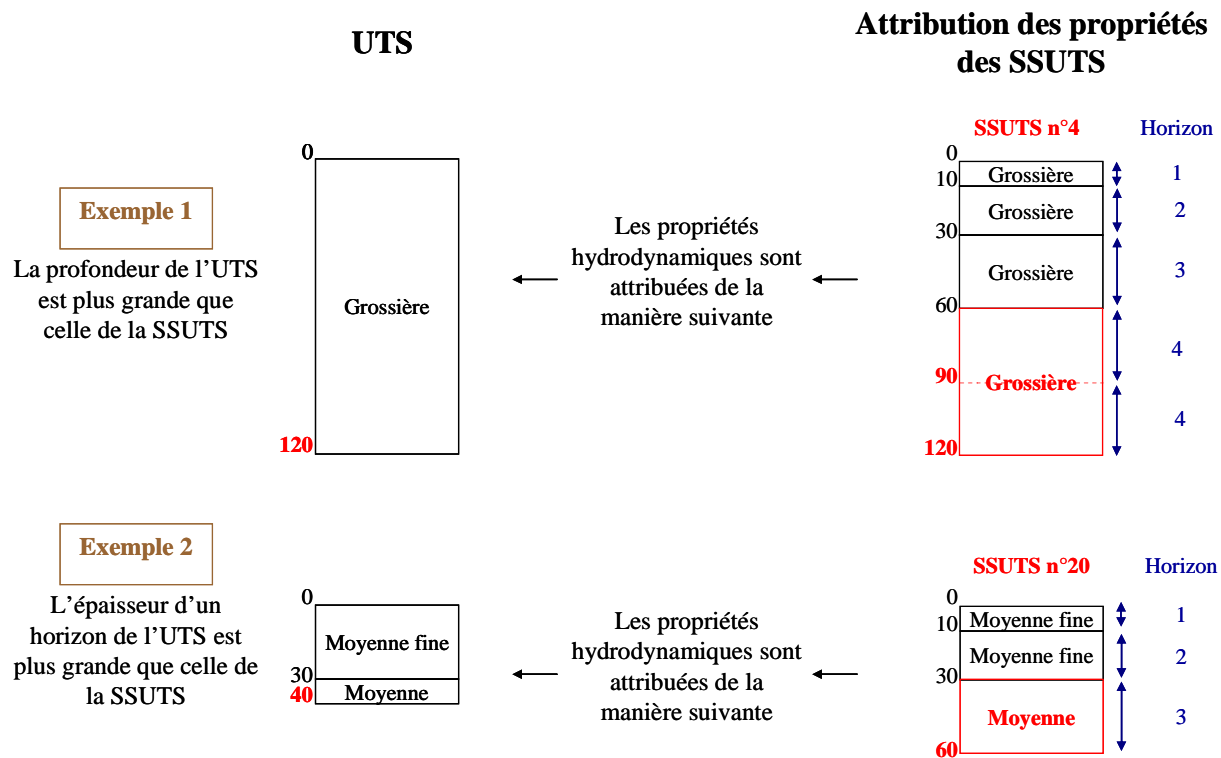 UTS
Attribution des propriétés
des SSUTS
Exemple 1
La profondeur de l’UTS
est plus grande que
celle de la SSUTS
0
Grossière
120
Les propriétés
hydrodynamiques sont
attribuées de la
manière suivante
SSUTS n°4
Horizon
0
Grossière
1
10
Grossière
2
30
Grossière
3
60
4
90
Grossière
4
120
Exemple 2
L’épaisseur d’un
horizon de l’UTS est
plus grande que celle de
la SSUTS
0
Moyenne fine
30
40
Moyenne
Les propriétés
hydrodynamiques sont
attribuées de la
manière suivante
SSUTS n°20
Horizon
0
Moyenne fine
1
10
Moyenne fine
2
30
Moyenne
3
60